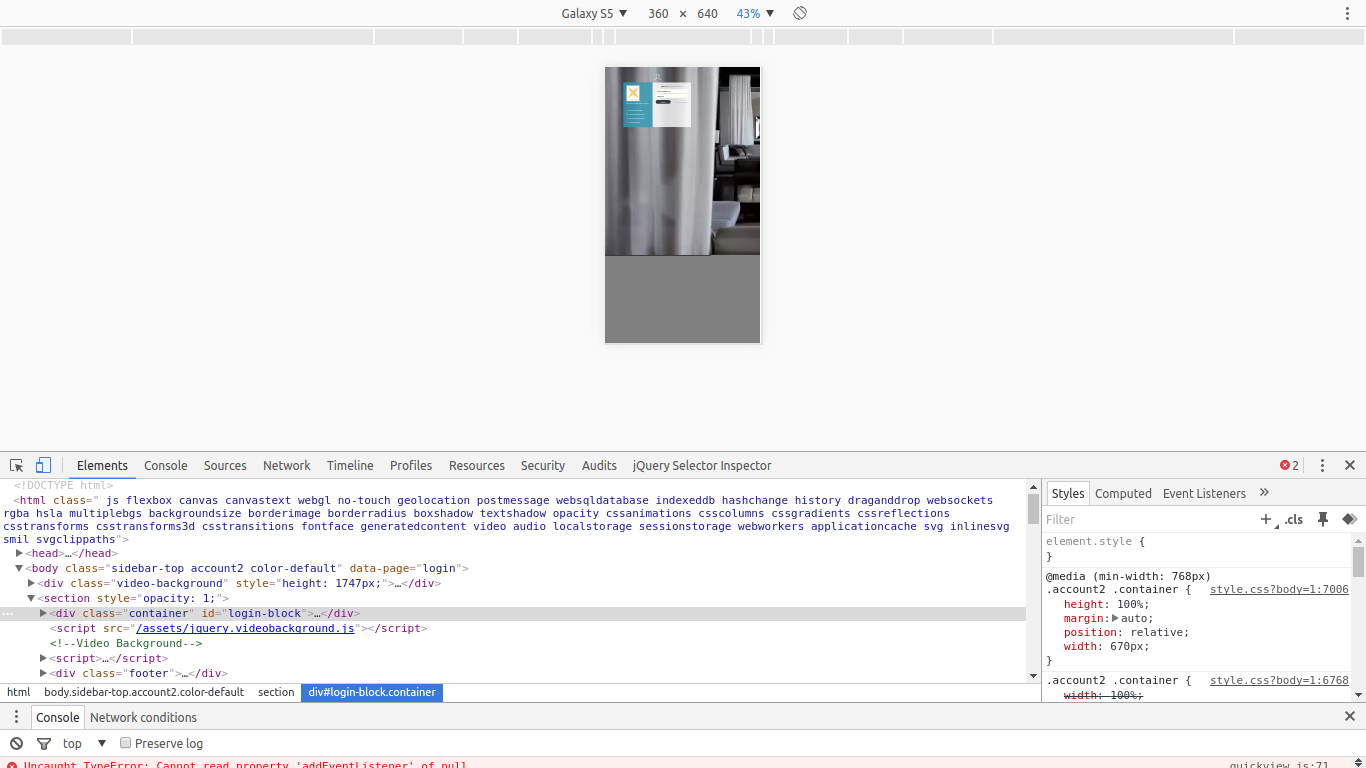 Galaxy S5 360 × 640 43%
Elements Console Sources Network Timeline Profiles Resources Security Audits jQuery Selector Inspector 2
<!DOCTYPE html>
<html class=" js flexbox canvas canvastext webgl no-touch geolocation postmessage websqldatabase indexeddb hashchange history draganddrop websockets
rgba hsla multiplebgs backgroundsize borderimage borderradius boxshadow textshadow opacity cssanimations csscolumns cssgradients cssreflections
csstransforms csstransforms3d csstransitions fontface generatedcontent video audio localstorage sessionstorage webworkers applicationcache svg inlinesvg
smil svgclippaths">
<head>…</head>
<body class="sidebar-top account2 color-default" data-page="login">
<div class="video-background" style="height: 1747px;">…</div>
<section style="opacity: 1;">
<div class="container" id="login-block">…</div>
<script src="/assets/jquery.videobackground.js"></script>
<!--Video Background-->
<script>…</script>
<div class="footer">…</div>
html body.sidebar-top.account2.color-default section div#login-block.container
Styles Computed Event Listeners
Filter .cls
element.style {
}
@media (min-width: 768px)
.account2 .container { style.css?body=1:7006
height: 100%;
margin: auto;
position: relative;
width: 670px;
}
.account2 .container { style.css?body=1:6768
width: 100%;
Console Network conditions
top Preserve log
Uncaught TypeError: Cannot read property 'addEventListener' of null quickview.js:71